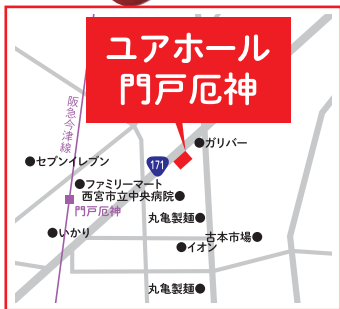 ユアホール
門戸厄神
阪急今津線
ガリバー
171
セブンイレブン
ファミリーマート
西宮市立中央病院
門戸厄神
丸亀製麺
いかり
古本市場
イオン
丸亀製麺